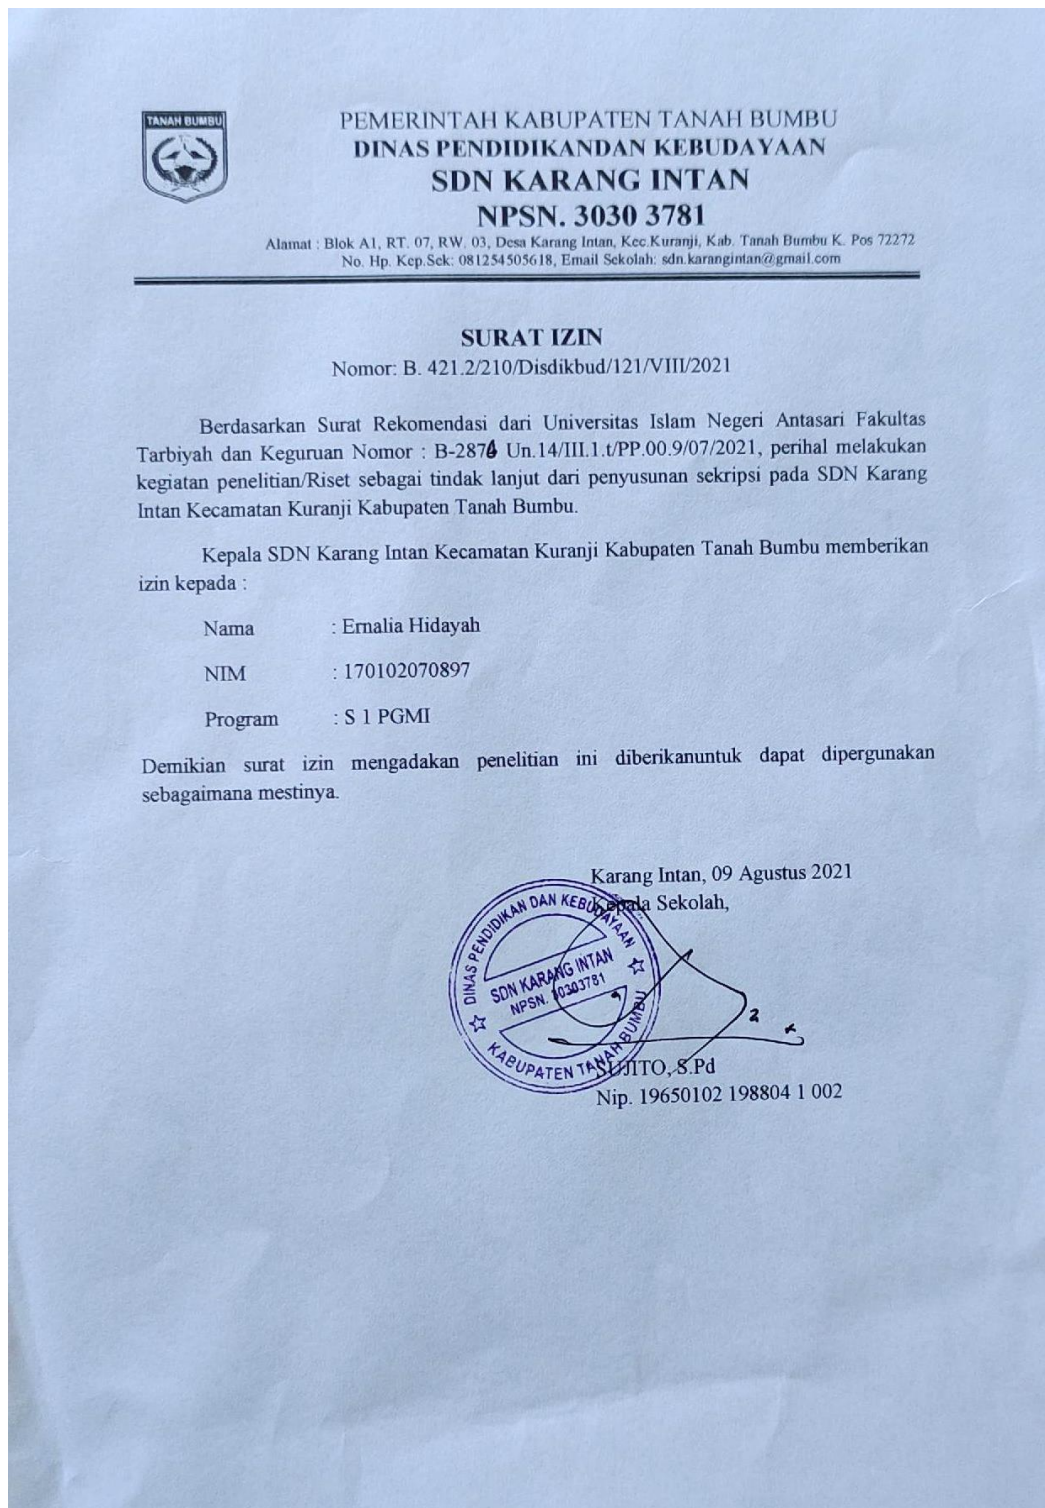 TANAH BUMBU
PEMERINTAH KABUPATEN TANAH BUMBU
DINAS PENDIDIKANDAN KEBUDAYAAN
SDN KARANG INTAN
NPSN. 3030 3781
Alamat : Blok A1, RT. 07, RW. 03, Desa Karang Intan, Kec.Kuranji, Kab. Tanah Bumbu K. Pos 72272
No. Hp. Kep.Sek: 081254505618, Email Sekolah: sdn.karangintan@gmail.com
SURAT IZIN
Nomor: B. 421.2/210/Disdikbud/121/VIII/2021
Berdasarkan Surat Rekomendasi dari Universitas Islam Negeri Antasari Fakultas
Tarbiyah dan Keguruan Nomor : B-2876 Un.14/III.1.t/PP.00.9/07/2021, perihal melakukan
kegiatan penelitian/Riset sebagai tindak lanjut dari penyusunan sekripsi pada SDN Karang
Intan Kecamatan Kuranji Kabupaten Tanah Bumbu.
Kepala SDN Karang Intan Kecamatan Kuranji Kabupaten Tanah Bumbu memberikan
izin kepada :
Nama : Ernalia Hidayah
NIM : 170102070897
Program : S 1 PGMI
Demikian surat izin mengadakan penelitian ini diberikanuntuk dapat dipergunakan
sebagaimana mestinya.
Karang Intan, 09 Agustus 2021
Kepala Sekolah,
DINAS PENDIDIKAN DAN KEBUDAYAAN
SDN KARANG INTAN
NPSN. 30303781
KABUPATEN TANAH BUMBU
SUJITO, S.Pd
Nip. 19650102 198804 1 002